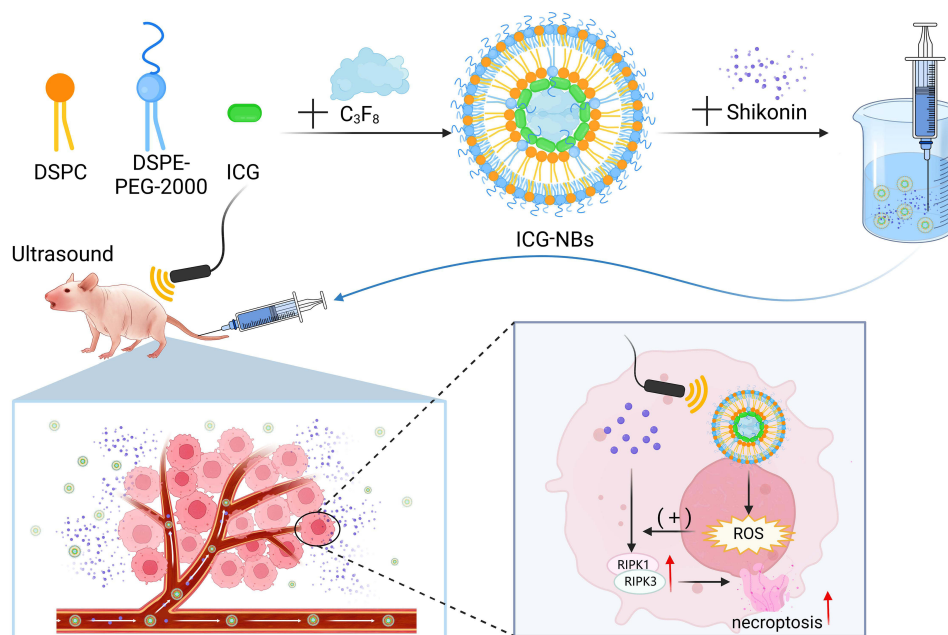 DSPC
DSPE-
PEG-2000
ICG
+ C₃F₈
ICG-NBs
+ Shikonin
Ultrasound
(+)
ROS
RIPK1
RIPK3
necroptosis